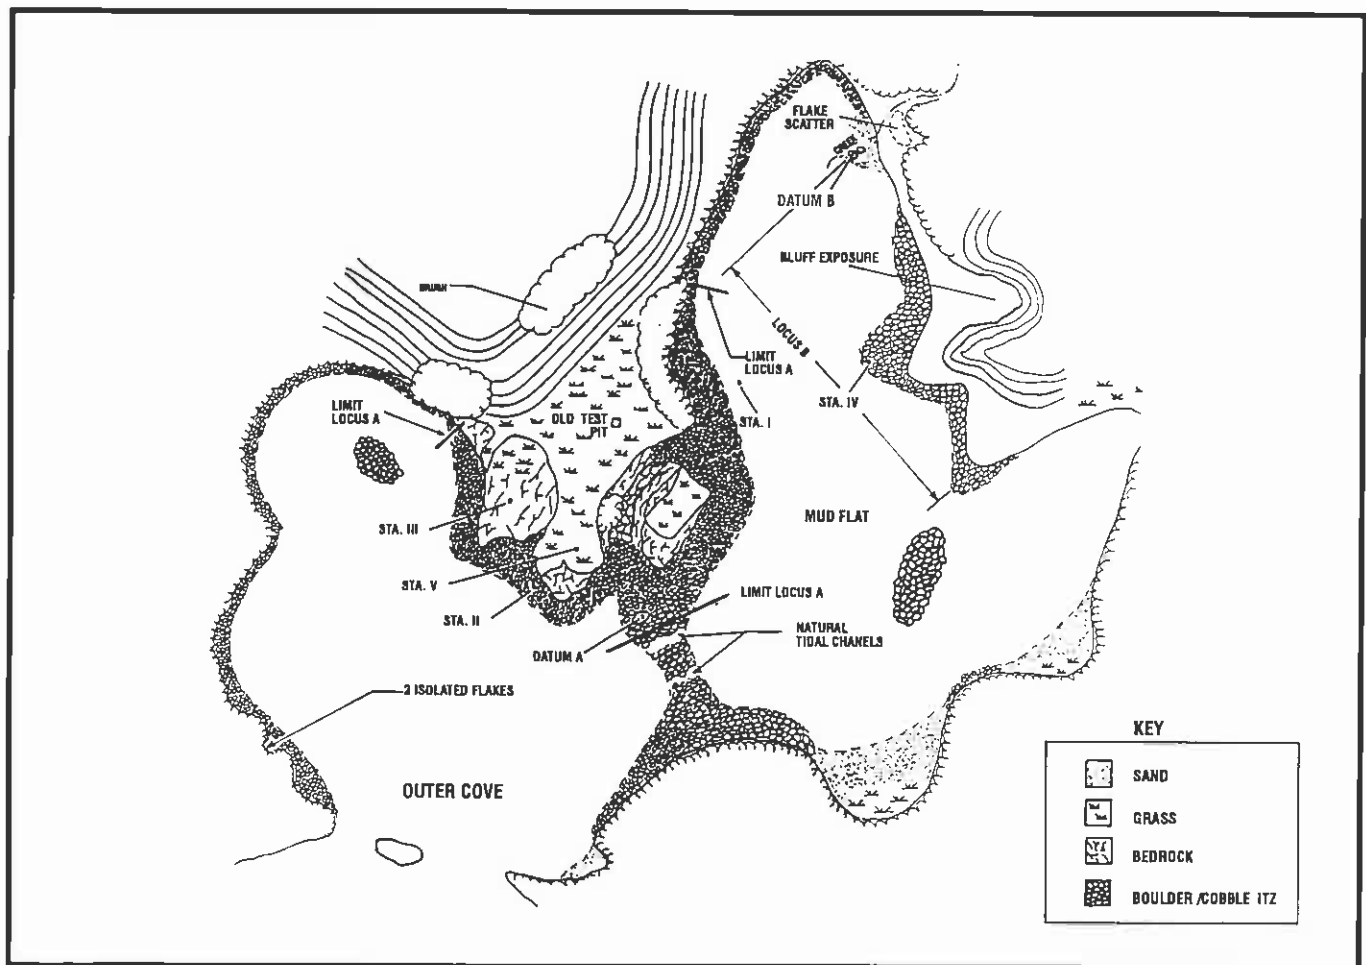 FLAKE
SCATTER
CREEK
DATUM B
BLUFF EXPOSURE
LOCUS B
LIMIT
LOCUS A
STA. IV
STA. I
LIMIT
LOCUS A
OLD TEST
PIT
STA. III
MUD FLAT
STA. V
LIMIT LOCUS A
STA. II
NATURAL
TIDAL CHANELS
DATUM A
2 ISOLATED FLAKES
OUTER COVE
KEY
SAND
GRASS
BEDROCK
BOULDER /COBBLE ITZ